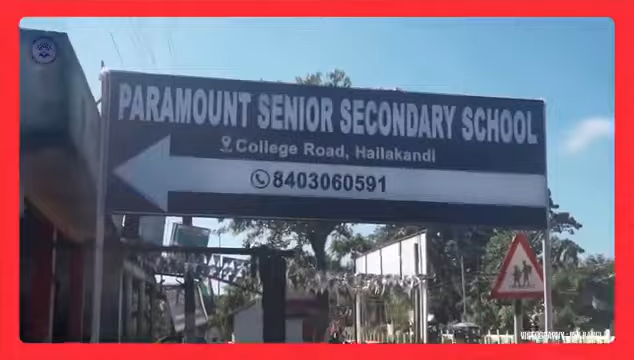 PARAMOUNT SENIOR SECONDARY SCHOOL
College Road, Hailakandi
8403060591